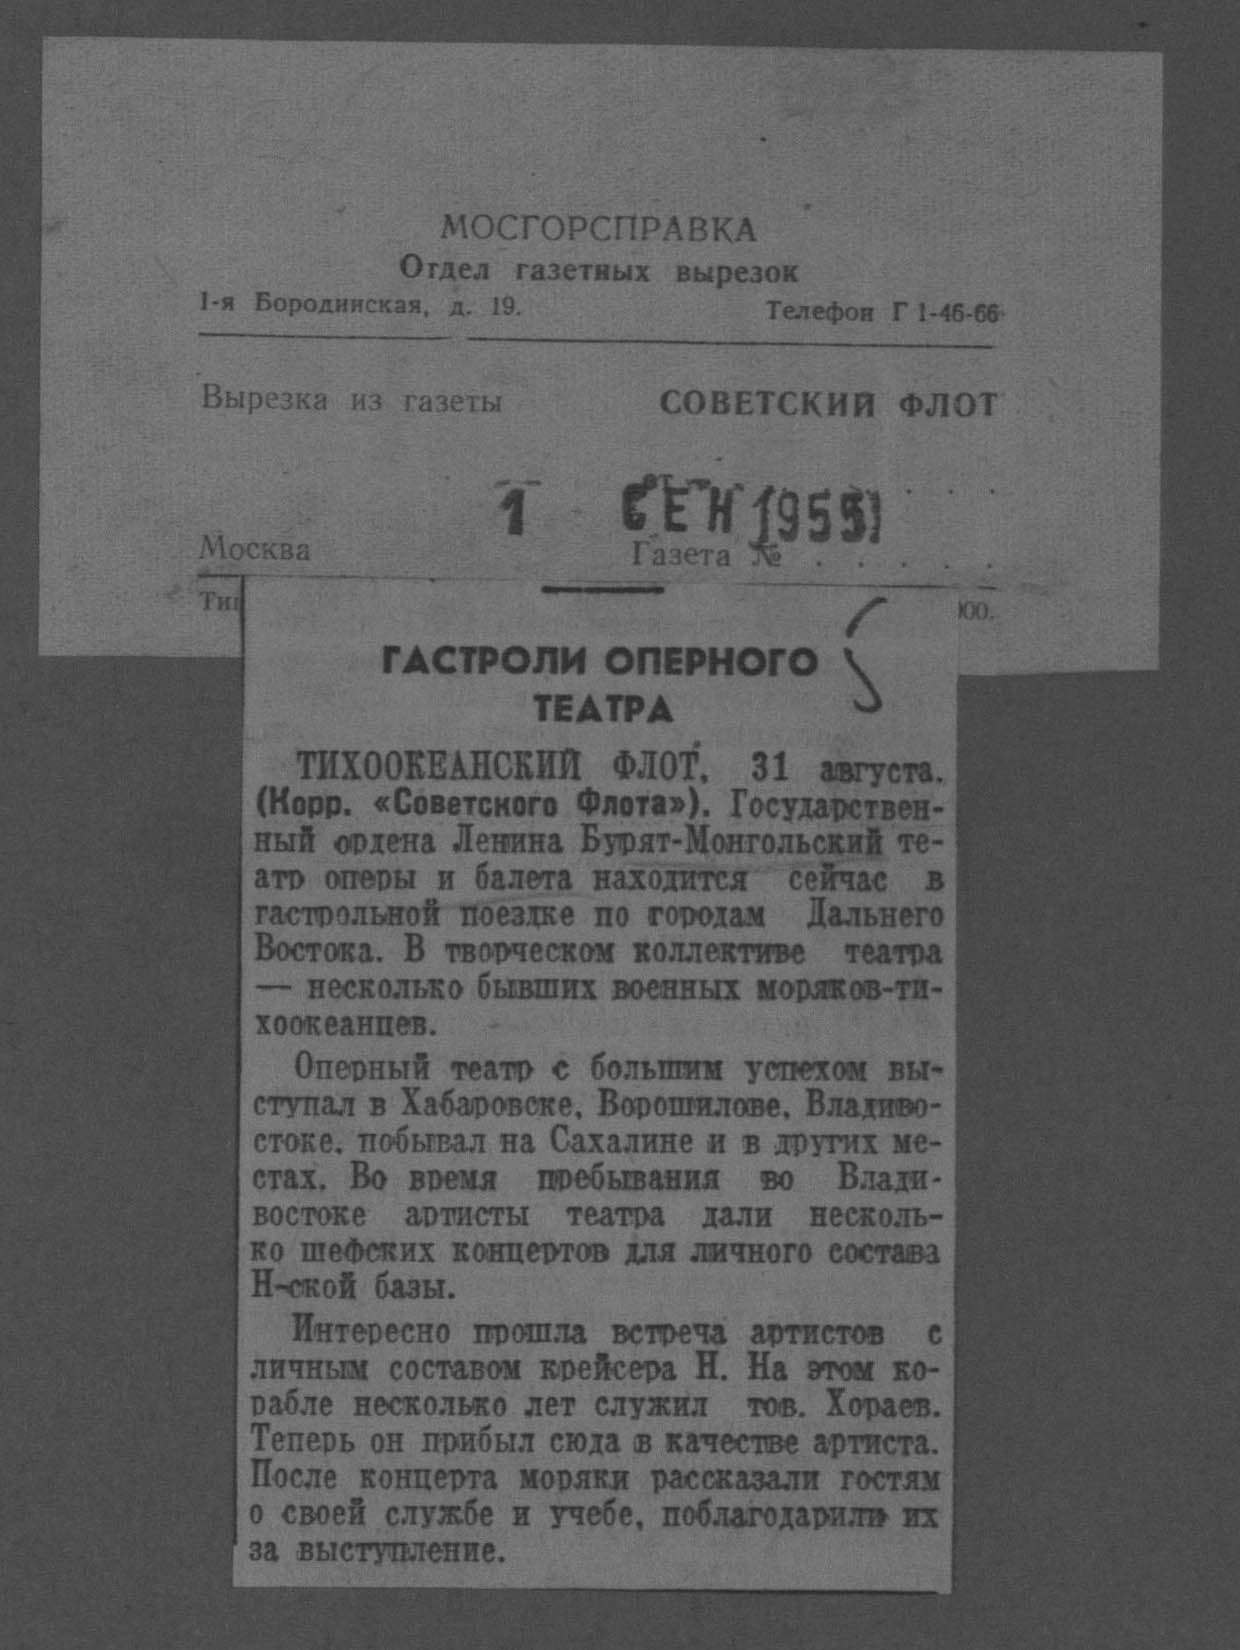 МОСГОРСПРАВКА
Отдел газетных вырезок
1-я Бородинская, д. 19. Телефон Г 1-46-66
Вырезка из газеты СОВЕТСКИЙ ФЛОТ
1 СЕН 1955
Москва Газета № . . . . .
Тип 000.
ГАСТРОЛИ ОПЕРНОГО
ТЕАТРА
ТИХООКЕАНСКИЙ ФЛОТ, 31 августа.
(Корр. «Советского Флота»). Государствен-
ный ордена Ленина Бурят-Монгольский те-
атр оперы и балета находится сейчас в
гастрольной поездке по городам Дальнего
Востока. В творческом коллективе театра
— несколько бывших военных моряков-ти-
хоокеанцев.
Оперный театр с большим успехом вы-
ступал в Хабаровске, Ворошилове, Владиво-
стоке, побывал на Сахалине и в других ме-
стах. Во время пребывания во Влади-
востоке артисты театра дали несколь-
ко шефских концертов для личного состава
Н-ской базы.
Интересно прошла встреча артистов с
личным составом крейсера Н. На этом ко-
рабле несколько лет служил тов. Хораев.
Теперь он прибыл сюда в качестве артиста.
После концерта моряки рассказали гостям
о своей службе и учебе, поблагодарили их
за выступление.